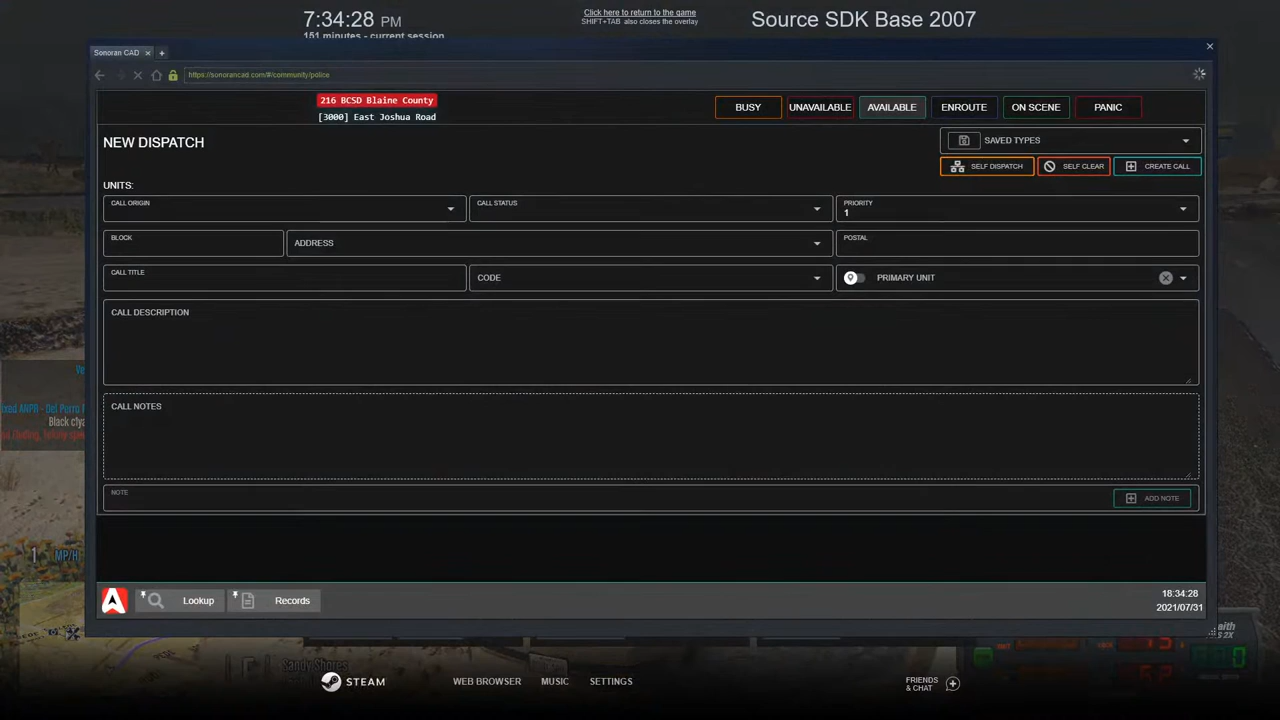 7:34:28 PM
151 minutes - current session
Click here to return to the game
SHIFT+TAB also closes the overlay
Source SDK Base 2007
Sonoran CAD
https://sonorancad.com/#/community/police
216 BCSD Blaine County
[3000] East Joshua Road
BUSY
UNAVAILABLE
AVAILABLE
ENROUTE
ON SCENE
PANIC
NEW DISPATCH
SAVED TYPES
SELF DISPATCH
SELF CLEAR
CREATE CALL
UNITS:
CALL ORIGIN
CALL STATUS
PRIORITY
1
BLOCK
ADDRESS
POSTAL
CALL TITLE
CODE
PRIMARY UNIT
CALL DESCRIPTION
CALL NOTES
NOTE
ADD NOTE
1 MP/H
Lookup
Records
18:34:28
2021/07/31
Sandy Shores
STEAM
WEB BROWSER
MUSIC
SETTINGS
FRIENDS
& CHAT